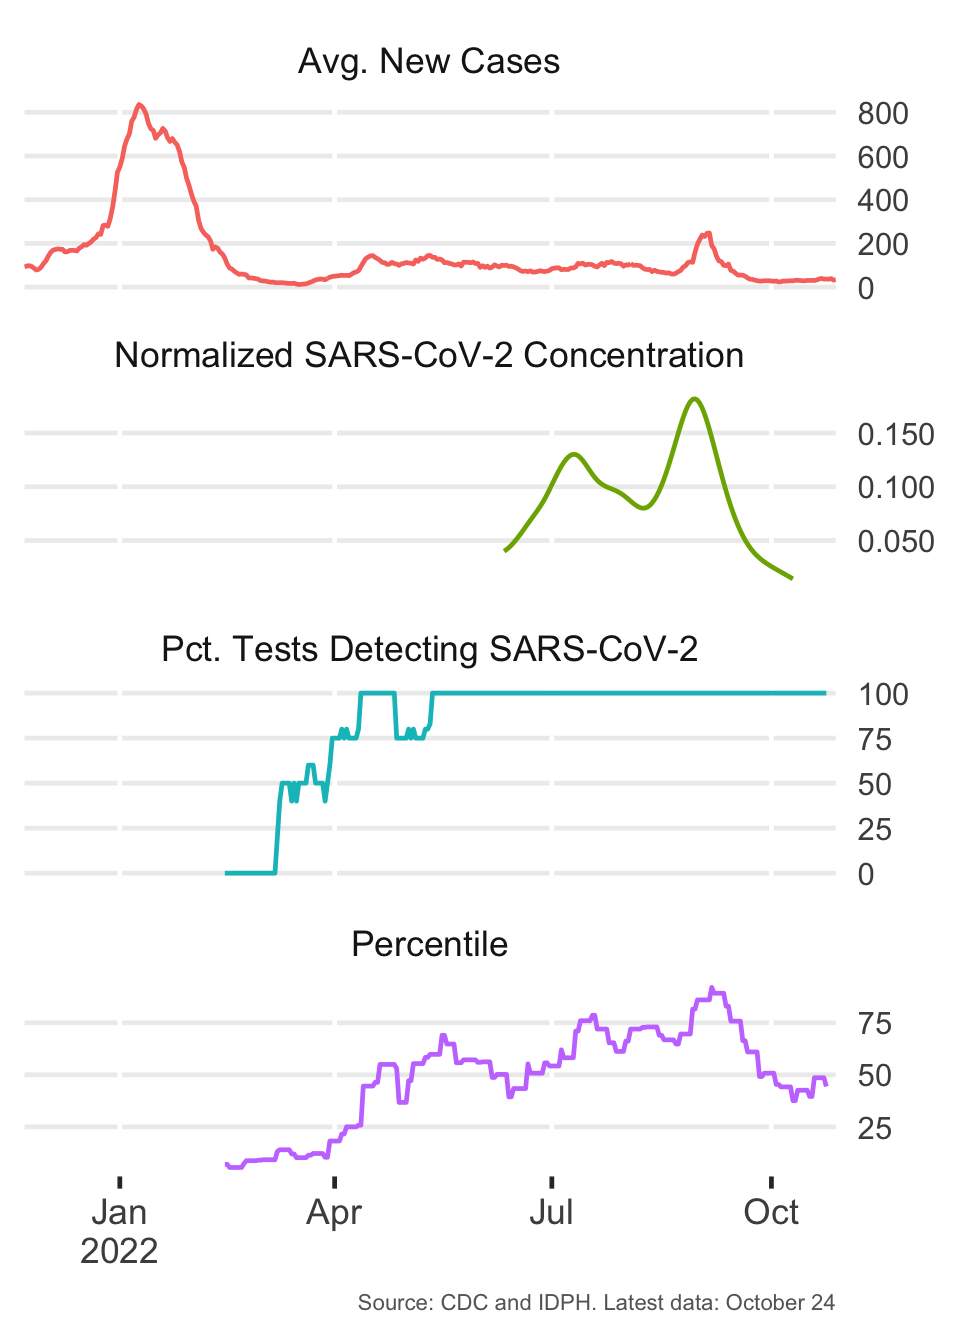 Avg. New Cases
800
600
400
200
0
Normalized SARS-CoV-2 Concentration
0.150
0.100
0.050
Pct. Tests Detecting SARS-CoV-2
100
75
50
25
0
Percentile
75
50
25
Jan Apr Jul Oct
2022
Source: CDC and IDPH. Latest data: October 24